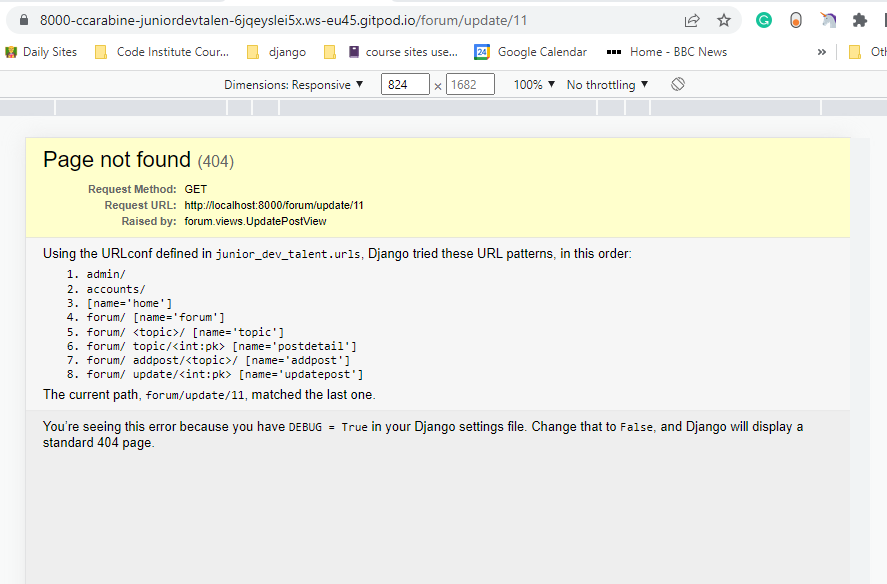 8000-ccarabine-juniordevtalen-6jqeyslei5x.ws-eu45.gitpod.io/forum/update/11
Daily Sites Code Institute Cour... django course sites use... 24 Google Calendar Home - BBC News » Oth
Dimensions: Responsive ▼ 824 × 1682 100% ▼ No throttling ▼
Page not found (404)
Request Method: GET
Request URL: http://localhost:8000/forum/update/11
Raised by: forum.views.UpdatePostView
Using the URLconf defined in junior_dev_talent.urls, Django tried these URL patterns, in this order:
1. admin/
2. accounts/
3. [name='home']
4. forum/ [name='forum']
5. forum/ <topic>/ [name='topic']
6. forum/ topic/<int:pk> [name='postdetail']
7. forum/ addpost/<topic>/ [name='addpost']
8. forum/ update/<int:pk> [name='updatepost']
The current path, forum/update/11, matched the last one.
You're seeing this error because you have DEBUG = True in your Django settings file. Change that to False, and Django will display a
standard 404 page.